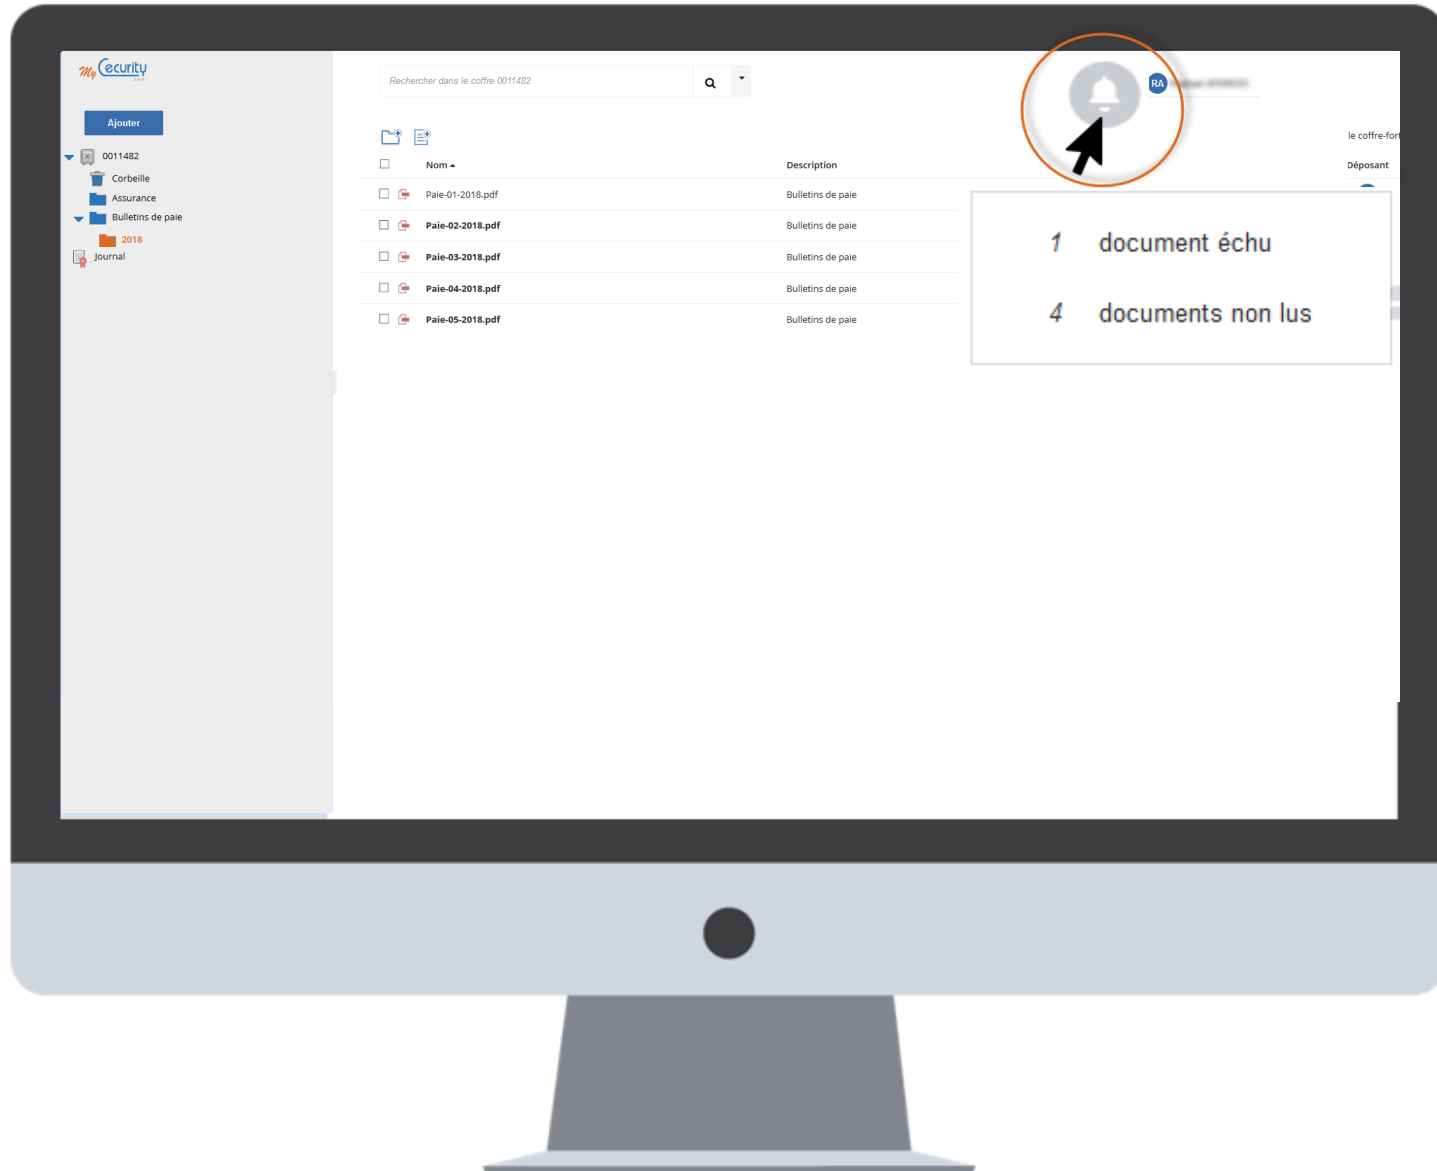 My Cecurity
.com
Rechercher dans le coffre 0011482
RA
Ajouter
0011482
Corbeille
Assurance
Bulletins de paie
2018
Journal
le coffre-fort
Nom Description Déposant
Paie-01-2018.pdf Bulletins de paie
Paie-02-2018.pdf Bulletins de paie
Paie-03-2018.pdf Bulletins de paie
Paie-04-2018.pdf Bulletins de paie
Paie-05-2018.pdf Bulletins de paie
1 document échu
4 documents non lus